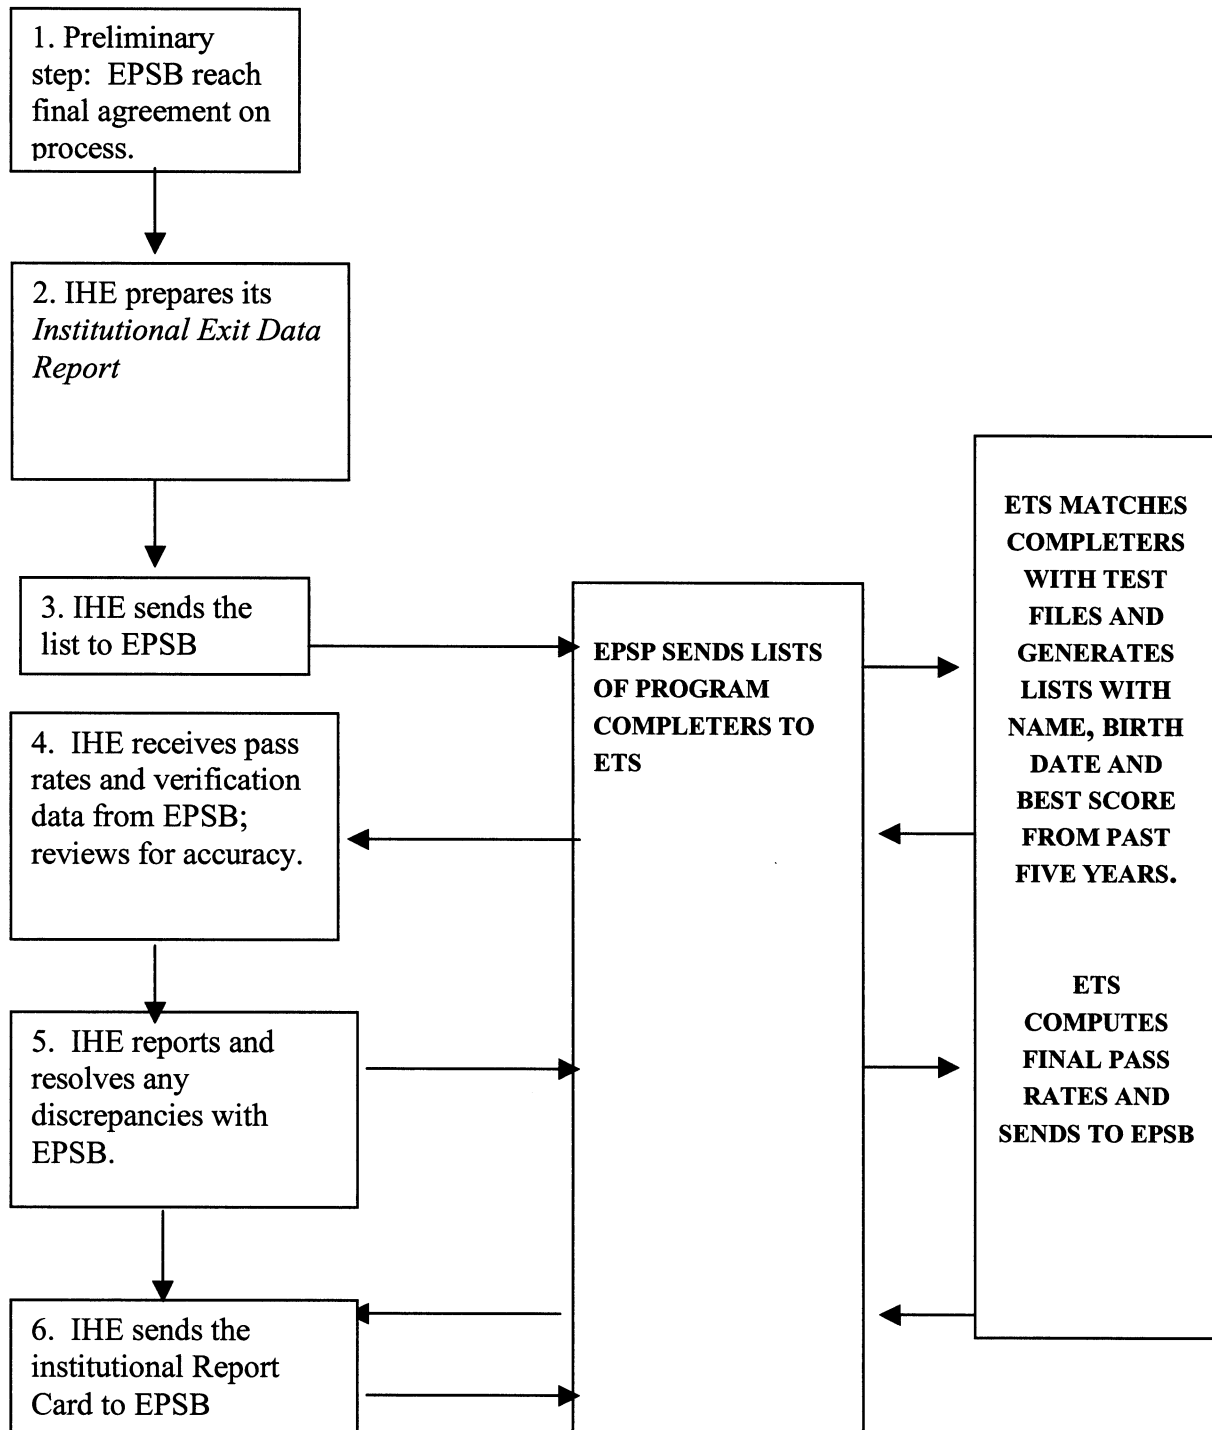 1. Preliminary
step:  EPSB reach
final agreement on
process.
2. IHE prepares its
Institutional Exit Data
Report
3. IHE sends the
list to EPSB
4.  IHE receives pass
rates and verification
data from EPSB;
reviews for accuracy.
5.  IHE reports and
resolves any
discrepancies with
EPSB.
6.  IHE sends the
institutional Report
Card to EPSB
EPSP SENDS LISTS
OF PROGRAM
COMPLETERS TO
ETS
ETS MATCHES
COMPLETERS
WITH TEST
FILES AND
GENERATES
LISTS WITH
NAME, BIRTH
DATE AND
BEST SCORE
FROM PAST
FIVE YEARS.
ETS
COMPUTES
FINAL PASS
RATES AND
SENDS TO EPSB